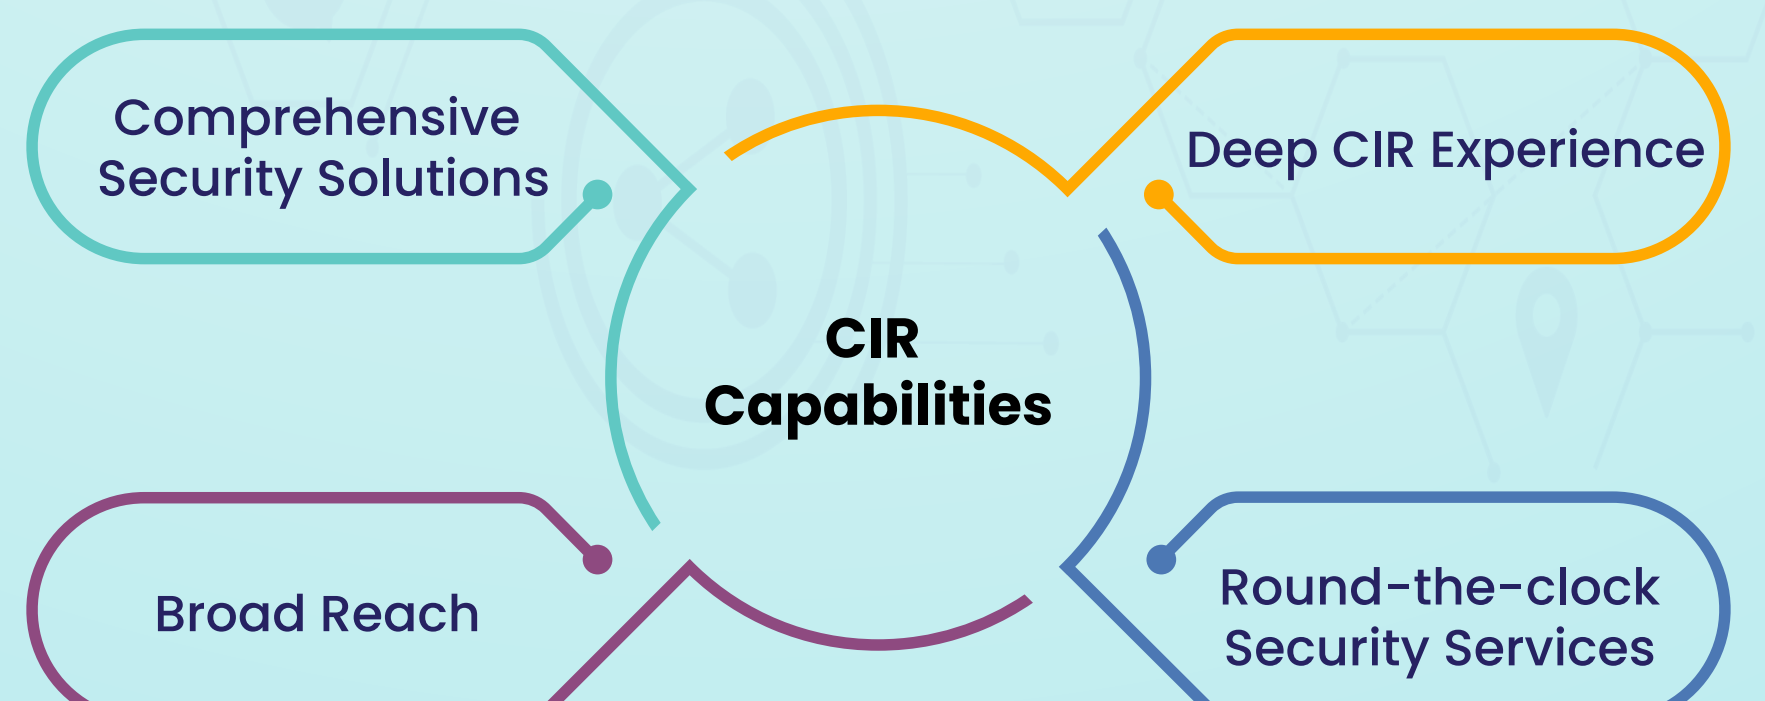 Comprehensive
Security Solutions
Deep CIR Experience
CIR
Capabilities
Broad Reach
Round-the-clock
Security Services